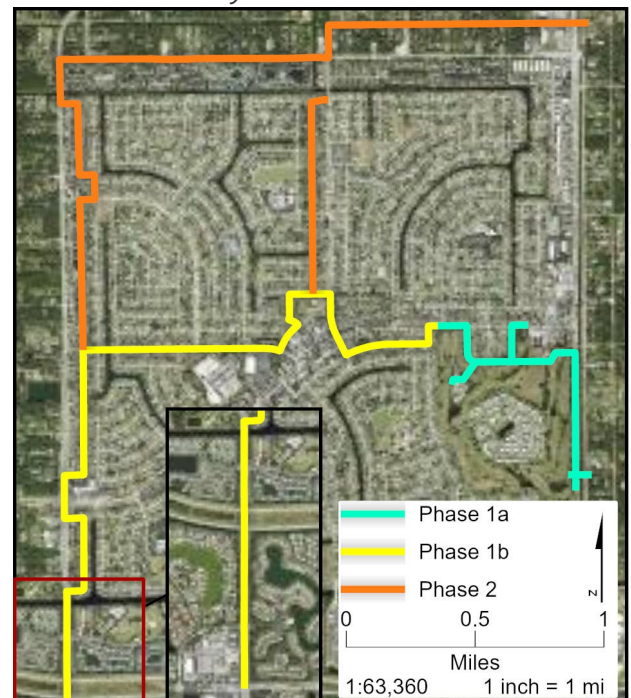 Phase 1a
Phase 1b
Phase 2
N
0 0.5 1
Miles
1:63,360 1 inch = 1 mi